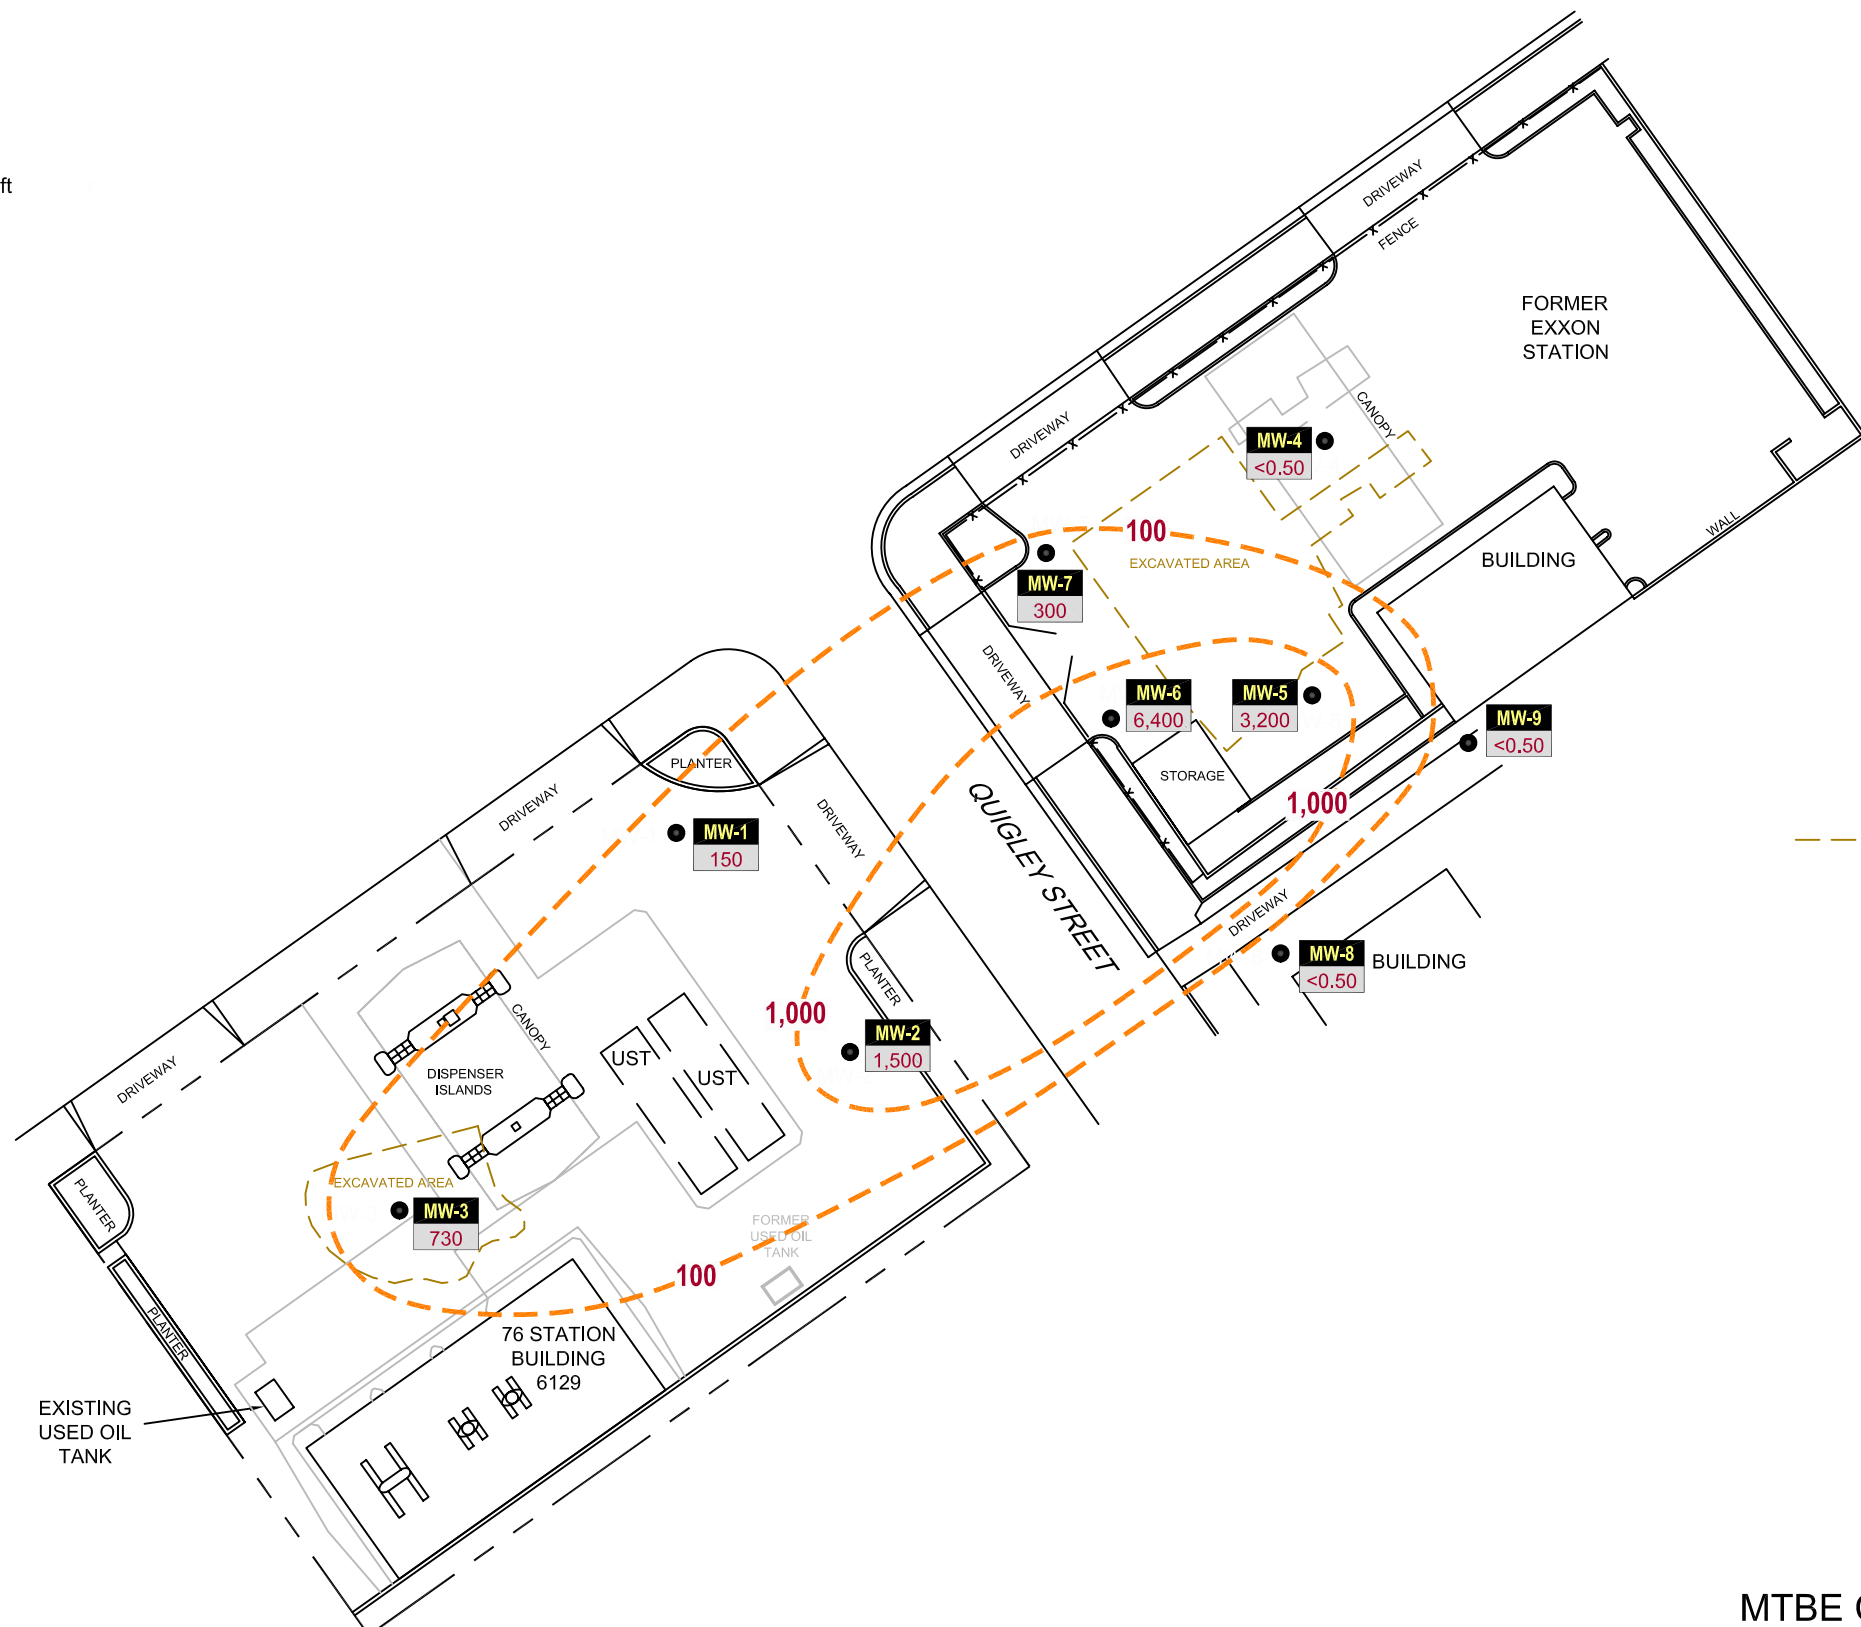 ft
DRIVEWAY
FENCE
FORMER
EXXON
STATION
CANOPY
DRIVEWAY
MW-4
<0.50
100
EXCAVATED AREA
BUILDING
WALL
MW-7
300
DRIVEWAY
MW-6
6,400
MW-5
3,200
MW-9
<0.50
STORAGE
1,000
PLANTER
DRIVEWAY
DRIVEWAY
MW-1
150
QUIGLEY STREET
DRIVEWAY
MW-8
<0.50
BUILDING
PLANTER
1,000
MW-2
1,500
CANOPY
UST
UST
DISPENSER
ISLANDS
DRIVEWAY
EXCAVATED AREA
MW-3
730
PLANTER
FORMER
USED OIL
TANK
100
PLANTER
76 STATION
BUILDING
6129
EXISTING
USED OIL
TANK
MTBE